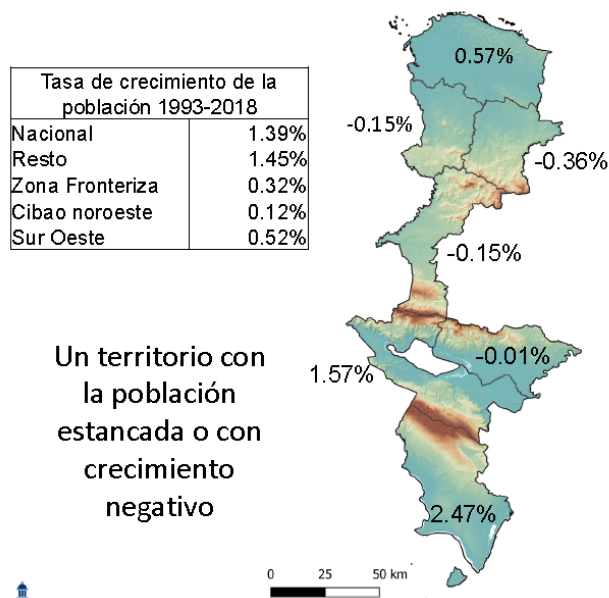 Tasa de crecimiento de la
población 1993-2018
Nacional 1.39%
Resto 1.45%
Zona Fronteriza 0.32%
Cibao noroeste 0.12%
Sur Oeste 0.52%
0.57%
-0.15%
-0.36%
-0.15%
-0.01%
1.57%
2.47%
Un territorio con
la población
estancada o con
crecimiento
negativo
0 25 50 km